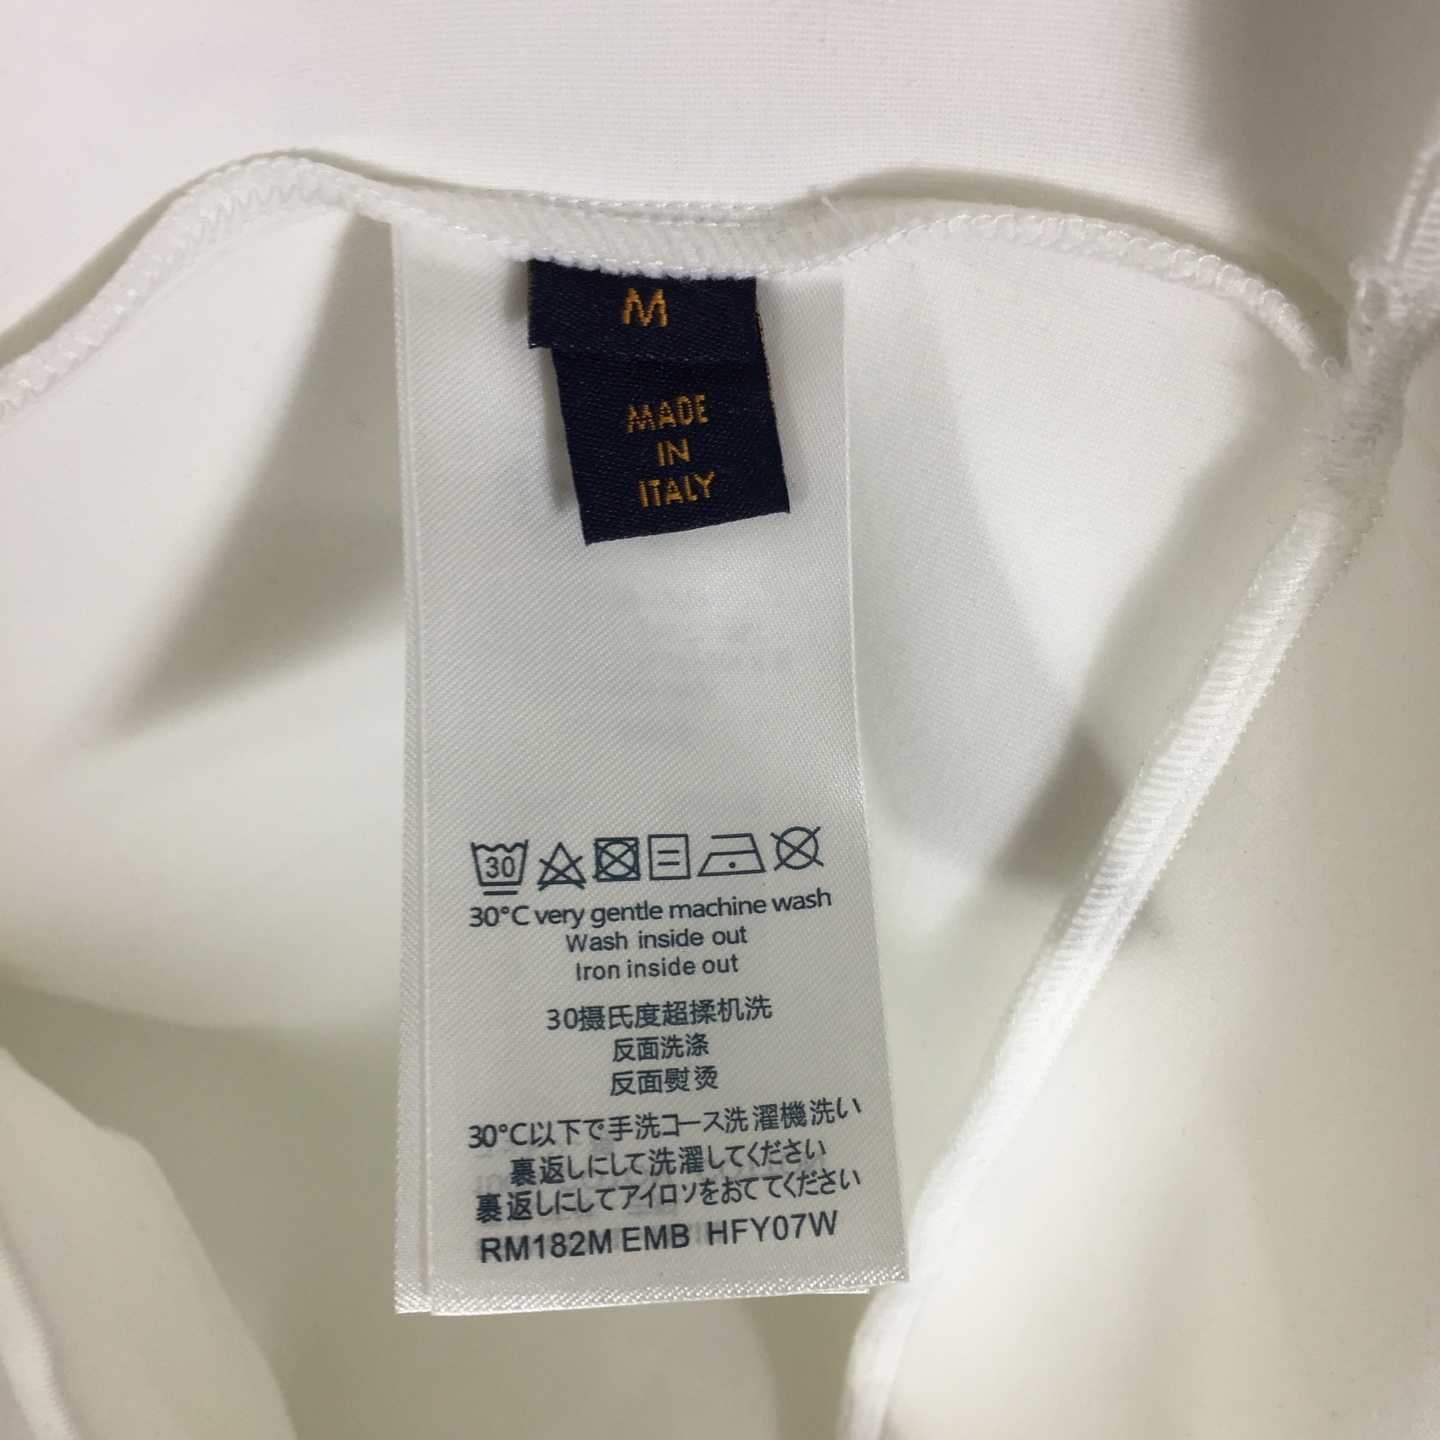 M
MADE
IN
ITALY
30
30°C very gentle machine wash
Wash inside out
Iron inside out
30摄氏度超揉机洗
反面洗涤
反面熨烫
30°C以下で手洗コース洗濯機洗い
裏返しにして洗濯してください
裏返しにしてアイロソをおててください
RM182M EMB HFY07W